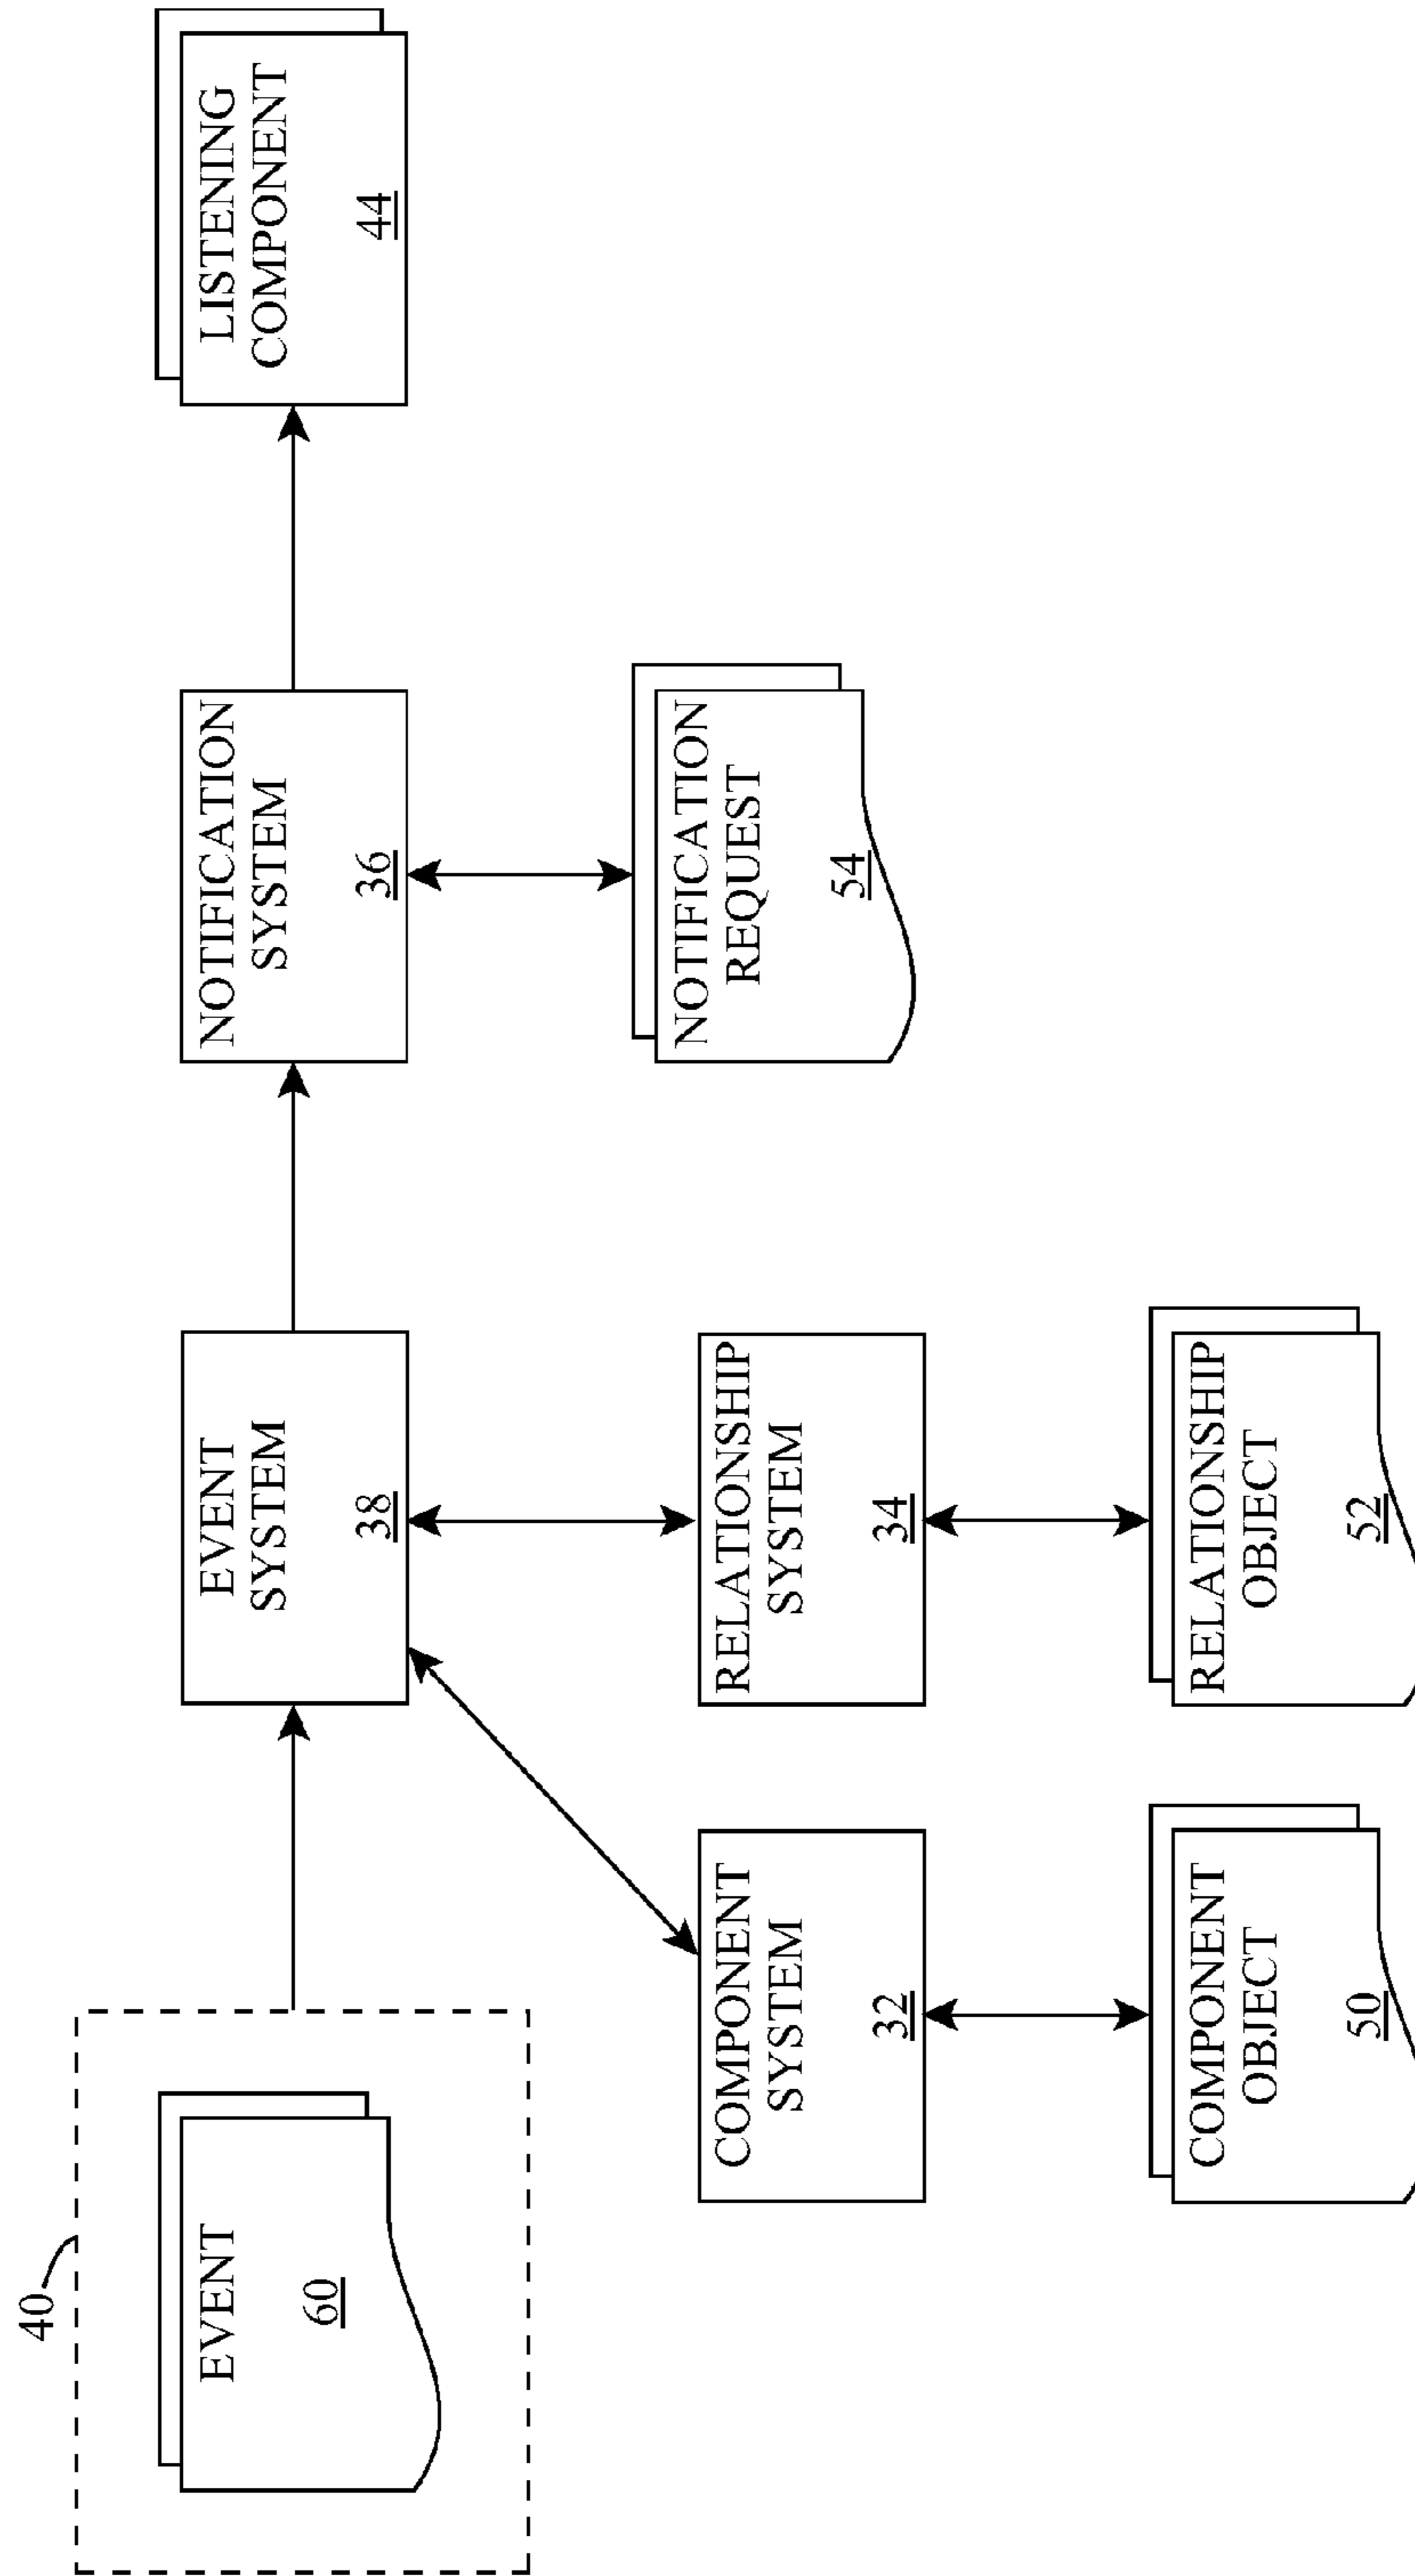 40
EVENT
60
EVENT
SYSTEM
38
NOTIFICATION
SYSTEM
36
LISTENING
COMPONENT
44
COMPONENT
SYSTEM
32
RELATIONSHIP
SYSTEM
34
NOTIFICATION
REQUEST
54
COMPONENT
OBJECT
50
RELATIONSHIP
OBJECT
52